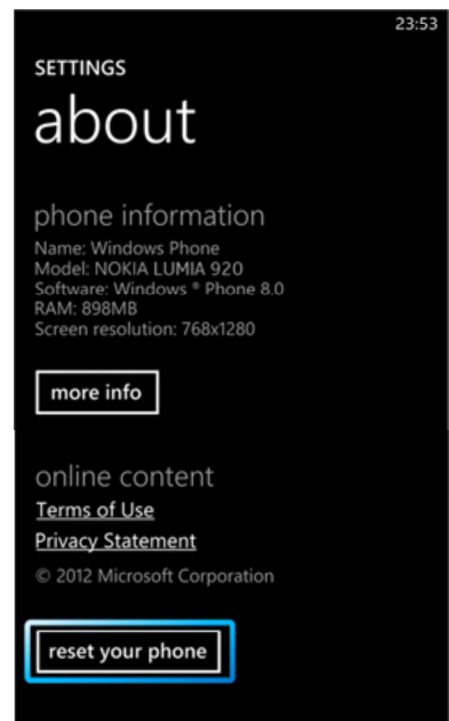 23:53
SETTINGS
about
phone information
Name: Windows Phone
Model: NOKIA LUMIA 920
Software: Windows ® Phone 8.0
RAM: 898MB
Screen resolution: 768x1280
more info
online content
Terms of Use
Privacy Statement
© 2012 Microsoft Corporation
reset your phone